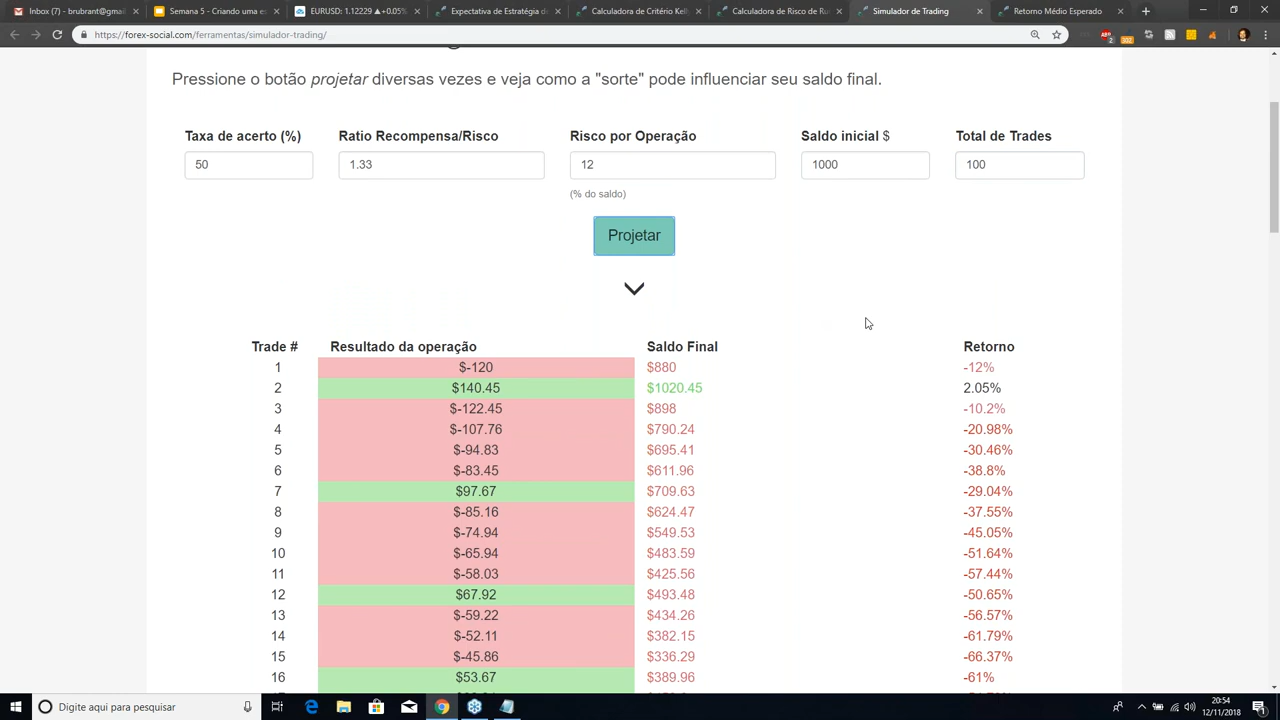 Inbox (7) - brubrant@gmail
Semana 5 - Criando uma es
EURUSD: 1.12229 ▲+0.05%
Expectativa de Estratégia d
Calculadora de Critério Kell
Calculadora de Risco de Ru
Simulador de Trading
Retorno Médio Esperado
https://forex-social.com/ferramentas/simulador-trading/
Pressione o botão projetar diversas vezes e veja como a "sorte" pode influenciar seu saldo final.
Taxa de acerto (%) Ratio Recompensa/Risco Risco por Operação Saldo inicial $ Total de Trades
50 1.33 12 1000 100
(% do saldo)
Projetar
Trade # Resultado da operação Saldo Final Retorno
1 $-120 $880 -12%
2 $140.45 $1020.45 2.05%
3 $-122.45 $898 -10.2%
4 $-107.76 $790.24 -20.98%
5 $-94.83 $695.41 -30.46%
6 $-83.45 $611.96 -38.8%
7 $97.67 $709.63 -29.04%
8 $-85.16 $624.47 -37.55%
9 $-74.94 $549.53 -45.05%
10 $-65.94 $483.59 -51.64%
11 $-58.03 $425.56 -57.44%
12 $67.92 $493.48 -50.65%
13 $-59.22 $434.26 -56.57%
14 $-52.11 $382.15 -61.79%
15 $-45.86 $336.29 -66.37%
16 $53.67 $389.96 -61%
Digite aqui para pesquisar
20:54
12/11/2018